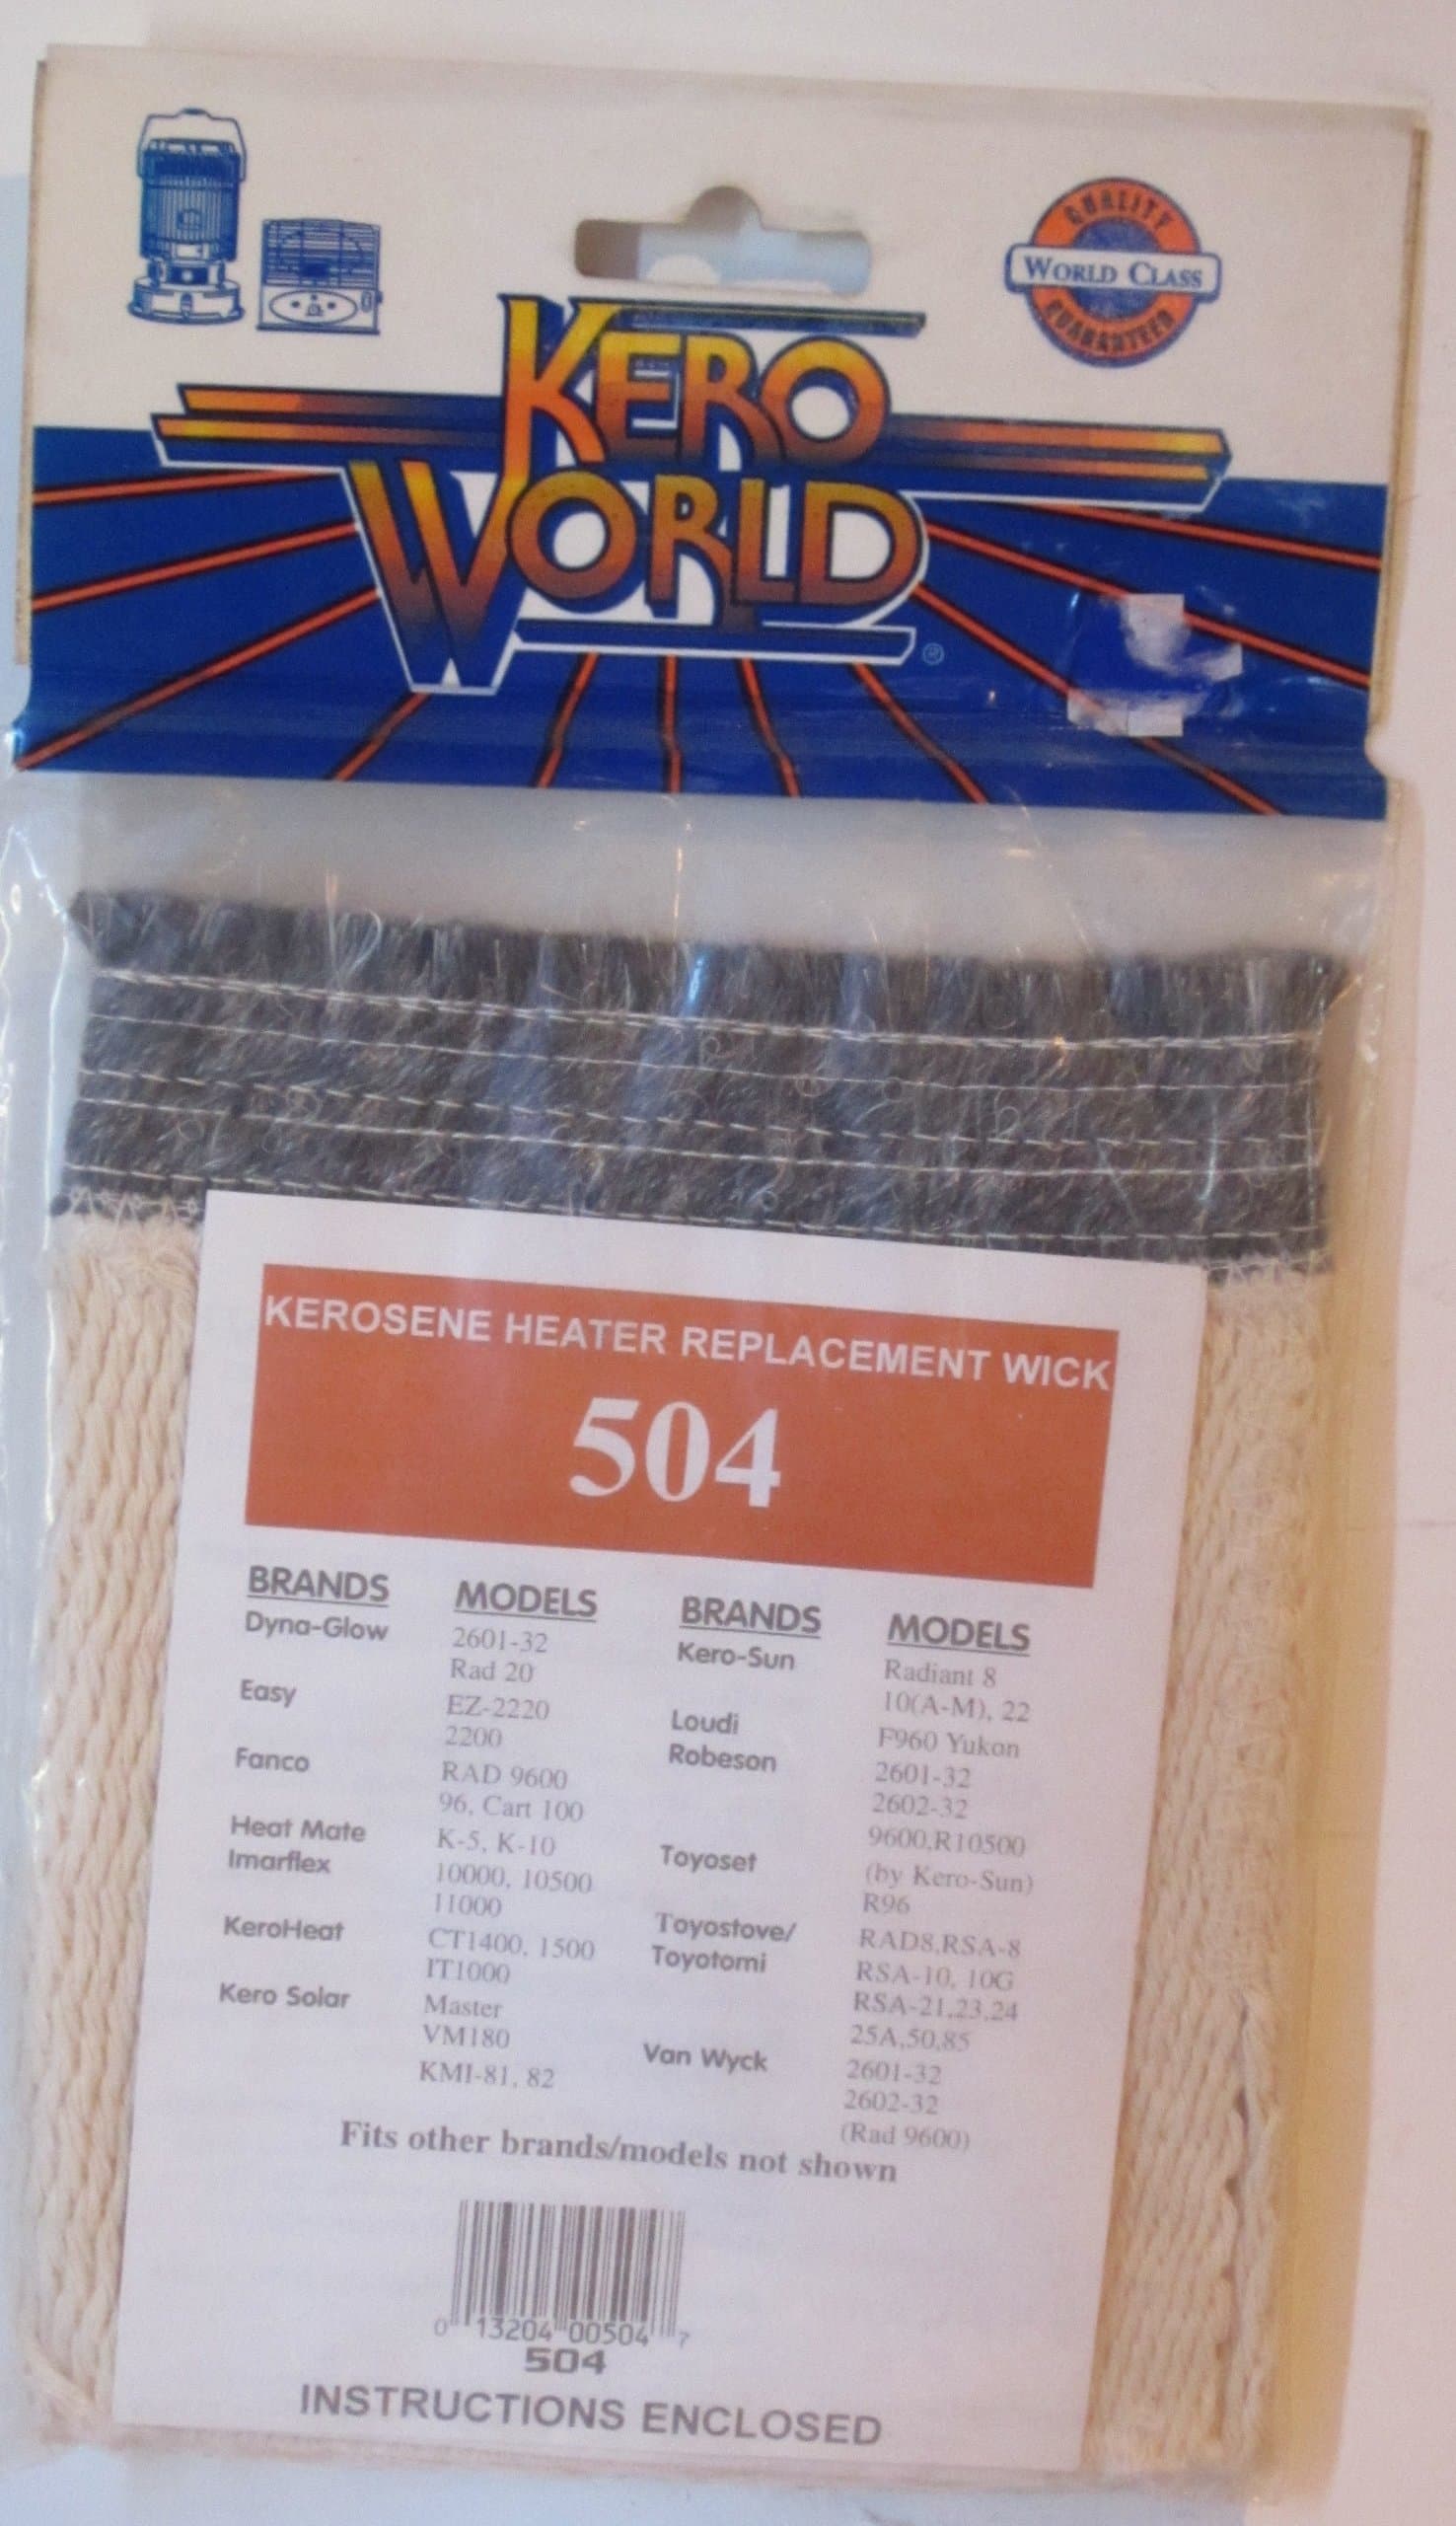 QUALITY
WORLD CLASS
GUARANTEED
KERO
WORLD
®
KEROSENE HEATER REPLACEMENT WICK
504
BRANDS MODELS
Dyna-Glow 2601-32
Rad 20
Easy EZ-2220
2200
Fanco RAD 9600
96, Cart 100
Heat Mate K-5, K-10
Imarflex 10000, 10500
11000
KeroHeat CT1400, 1500
IT1000
Kero Solar Master
VM180
KMI-81, 82
BRANDS MODELS
Kero-Sun Radiant 8
10(A-M), 22
Loudi F960 Yukon
Robeson 2601-32
2602-32
9600,R10500
Toyoset (by Kero-Sun)
R96
Toyostove/ RAD8,RSA-8
Toyotomi RSA-10, 10G
RSA-21,23,24
25A,50,85
Van Wyck 2601-32
2602-32
(Rad 9600)
Fits other brands/models not shown
0 13204 00504 7
504
INSTRUCTIONS ENCLOSED